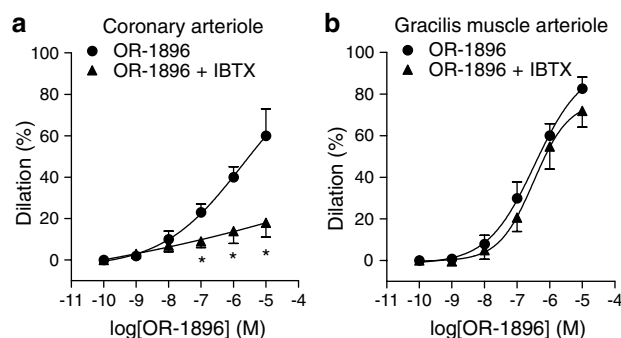 a
Coronary arteriole
OR-1896
OR-1896 + IBTX
Dilation (%)
100
80
60
40
20
0
* * *
-11 -10 -9 -8 -7 -6 -5 -4
log[OR-1896] (M)
b
Gracilis muscle arteriole
OR-1896
OR-1896 + IBTX
Dilation (%)
100
80
60
40
20
0
-11 -10 -9 -8 -7 -6 -5 -4
log[OR-1896] (M)